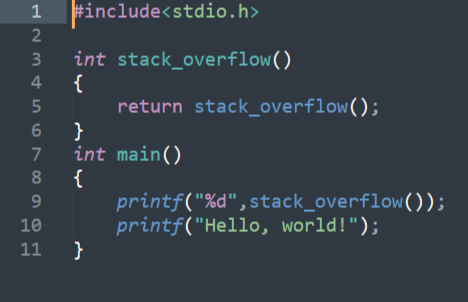 1 #include<stdio.h>
2
3 int stack_overflow()
4 {
5 return stack_overflow();
6 }
7 int main()
8 {
9 printf("%d",stack_overflow());
10 printf("Hello, world!");
11 }